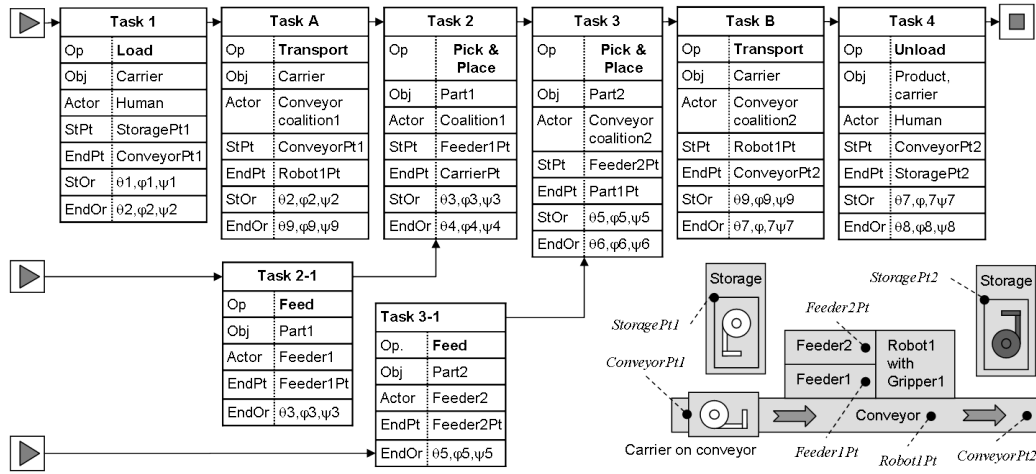 Task 1
Op Load
Obj Carrier
Actor Human
StPt StoragePt1
EndPt ConveyorPt1
StOr θ1,φ1,ψ1
EndOr θ2,φ2,ψ2
Task A
Op Transport
Obj Carrier
Actor Conveyor
coalition1
StPt ConveyorPt1
EndPt Robot1Pt
StOr θ2,φ2,ψ2
EndOr θ9,φ9,ψ9
Task 2
Op Pick &
Place
Obj Part1
Actor Coalition1
StPt Feeder1Pt
EndPt CarrierPt
StOr θ3,φ3,ψ3
EndOr θ4,φ4,ψ4
Task 3
Op Pick &
Place
Obj Part2
Actor Conveyor
coalition2
StPt Feeder2Pt
EndPt Part1Pt
StOr θ5,φ5,ψ5
EndOr θ6,φ6,ψ6
Task B
Op Transport
Obj Carrier
Actor Conveyor
coalition2
StPt Robot1Pt
EndPt ConveyorPt2
StOr θ9,φ9,ψ9
EndOr θ7,φ,7ψ7
Task 4
Op Unload
Obj Product,
carrier
Actor Human
StPt ConveyorPt2
EndPt StoragePt2
StOr θ7,φ,7ψ7
EndOr θ8,φ8,ψ8
Task 2-1
Op Feed
Obj Part1
Actor Feeder1
EndPt Feeder1Pt
EndOr θ3,φ3,ψ3
Task 3-1
Op. Feed
Obj Part2
Actor Feeder2
EndPt Feeder2Pt
EndOr θ5,φ5,ψ5
Storage
StoragePt2
Storage
StoragePt1
Feeder2Pt
ConveyorPt1
Feeder2
Feeder1
Robot1
with
Gripper1
Conveyor
Carrier on conveyor
Feeder1Pt
Robot1Pt
ConveyorPt2